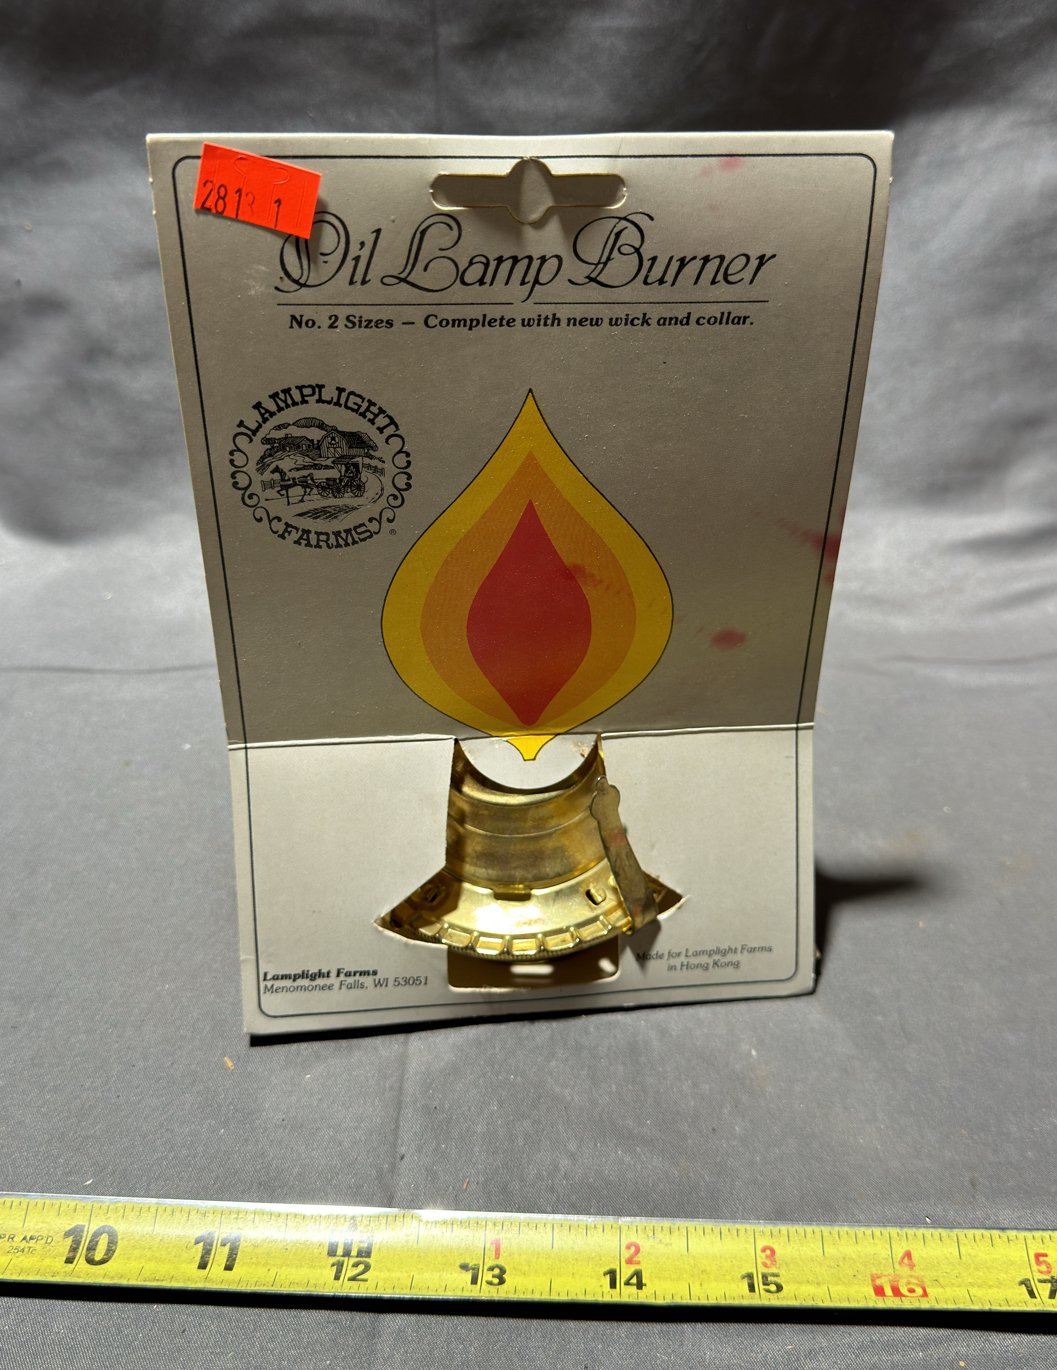 281 1
Oil Lamp Burner
No. 2 Sizes — Complete with new wick and collar.
LAMPLIGHT
FARMS®
Lamplight Farms
Menomonee Falls, WI 53051
Made for Lamplight Farms
in Hong Kong
PR APP'D
10 11 12 13 14 15 16 17
1 2 3 4 5